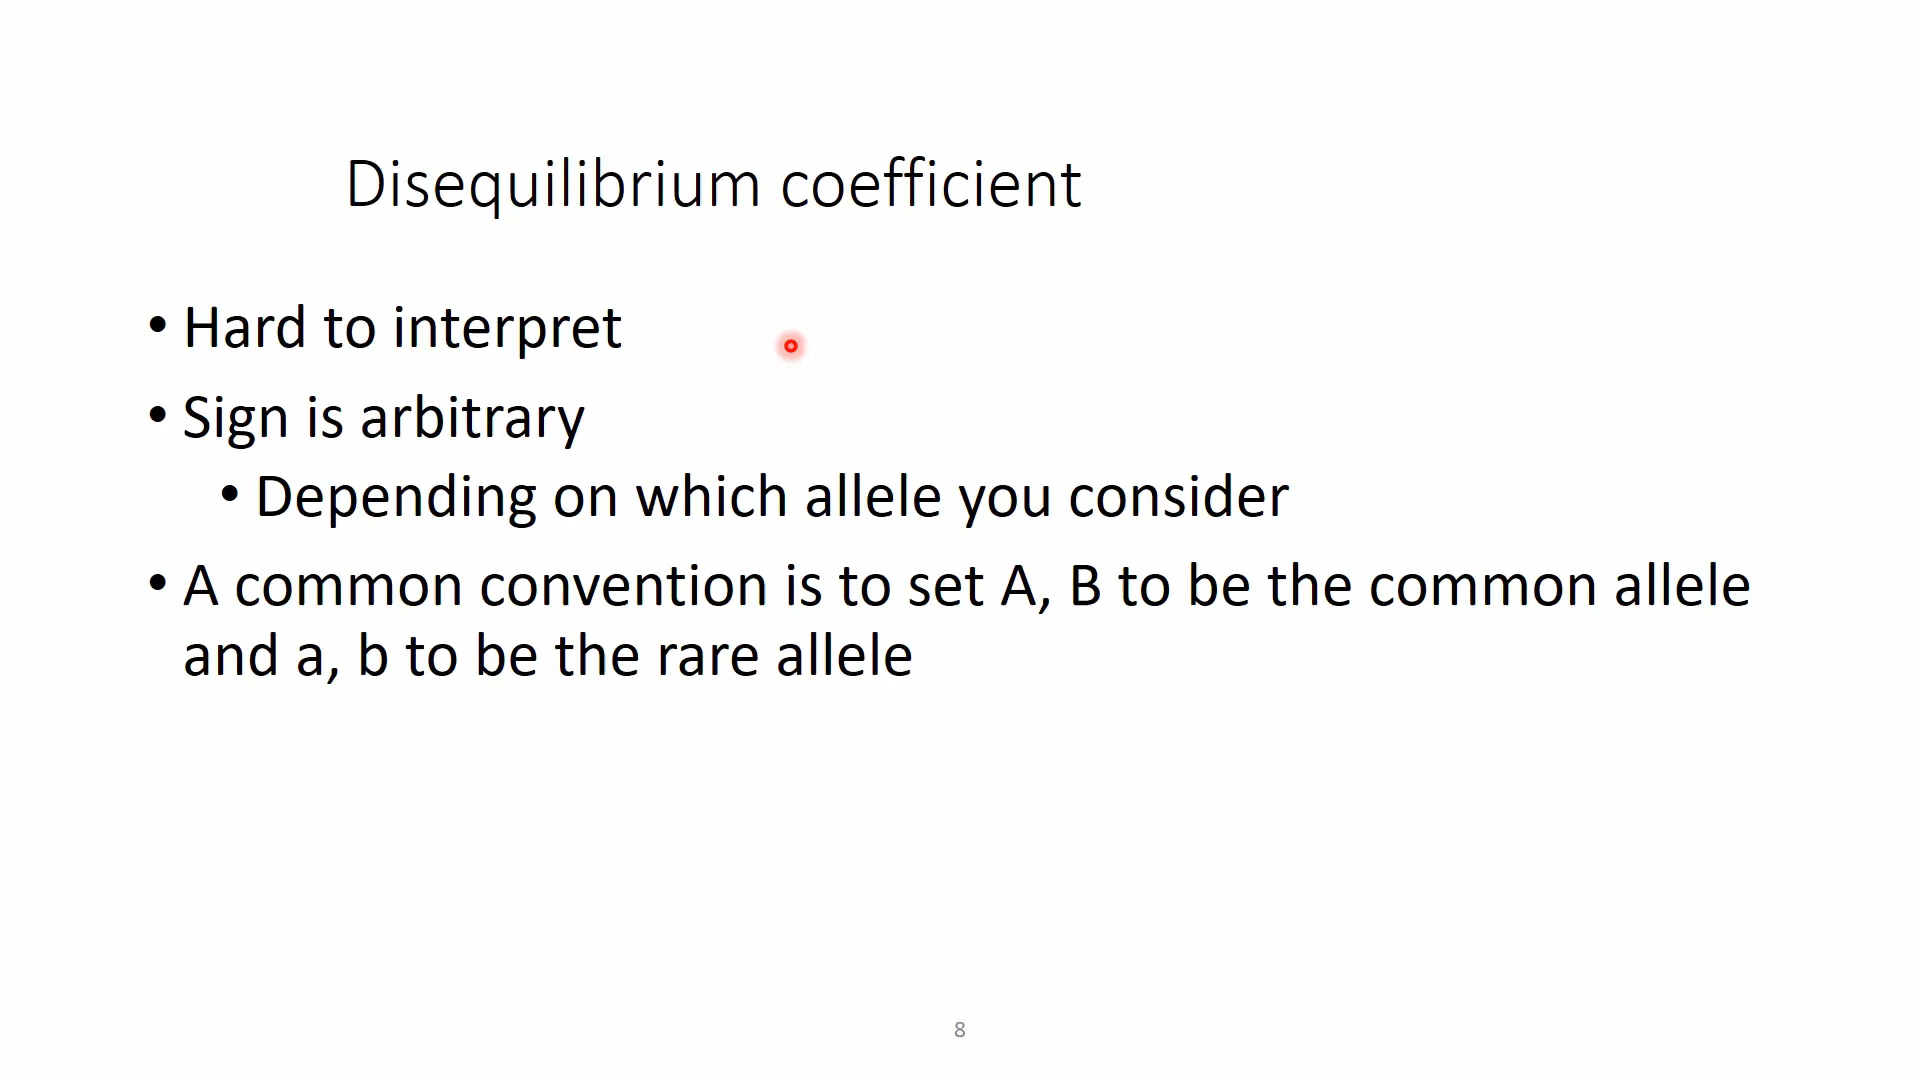 Disequilibrium coefficient
• Hard to interpret
• Sign is arbitrary
• Depending on which allele you consider
• A common convention is to set A, B to be the common allele
and a, b to be the rare allele
8